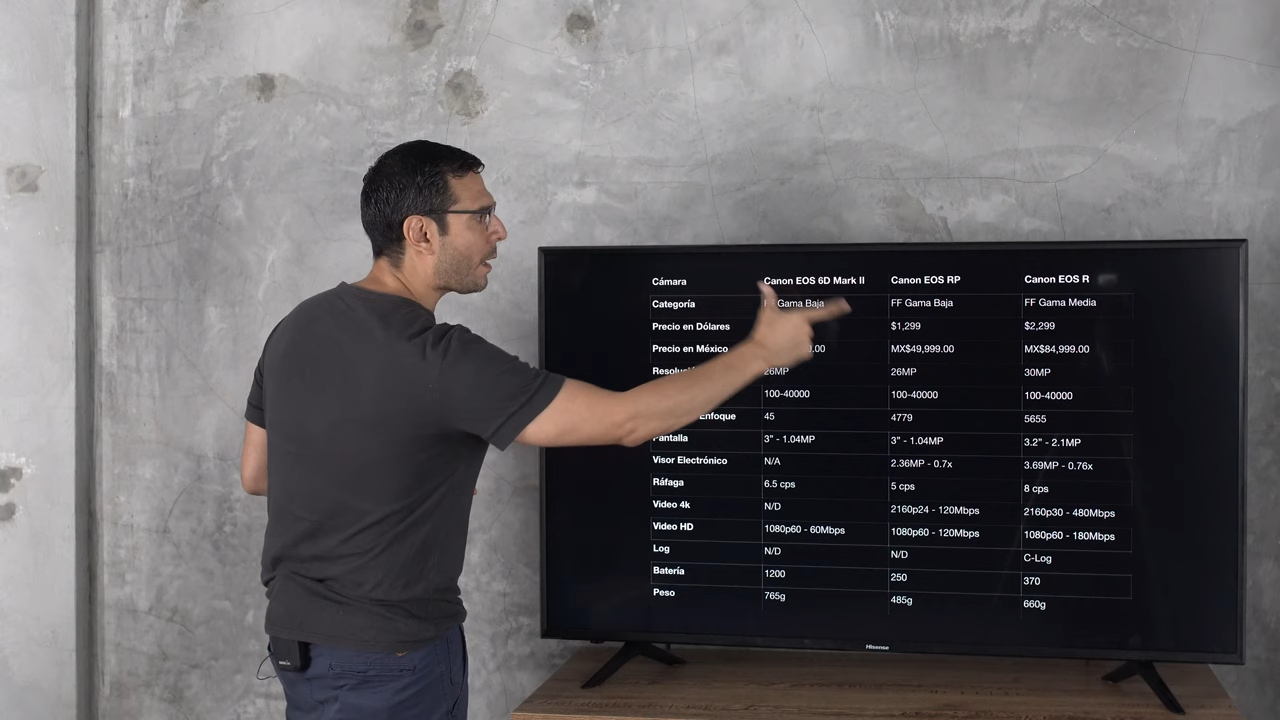 Cámara Canon EOS 6D Mark II Canon EOS RP Canon EOS R
Categoría Gama Baja FF Gama Baja FF Gama Media
Precio en Dólares $1,299 $2,299
Precio en México MX$49,999.00 MX$84,999.00
26MP 26MP 30MP
100-40000 100-40000 100-40000
Enfoque 45 4779 5655
Pantalla 3" - 1.04MP 3" - 1.04MP 3.2" - 2.1MP
Visor Electrónico N/A 2.36MP - 0.7x 3.69MP - 0.76x
Ráfaga 6.5 cps 5 cps 8 cps
Video 4k N/D 2160p24 - 120Mbps 2160p30 - 480Mbps
Video HD 1080p60 - 60Mbps 1080p60 - 120Mbps 1080p60 - 180Mbps
Log N/D N/D C-Log
Batería 1200 250 370
Peso 765g 485g 660g
Hisense